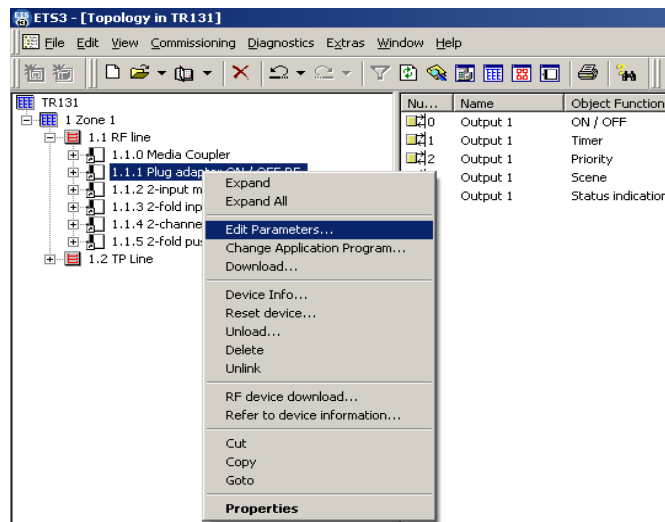 ETS3 - [Topology in TR131]
File Edit View Commissioning Diagnostics Extras Window Help
TR131
1 Zone 1
1.1 RF line
1.1.0 Media Coupler
1.1.1 Plug adaptor ON / OFF RF
1.1.2 2-input m
1.1.3 2-fold inp
1.1.4 2-channe
1.1.5 2-fold pu
1.2 TP Line
Expand
Expand All
Edit Parameters...
Change Application Program...
Download...
Device Info...
Reset device...
Unload...
Delete
Unlink
RF device download...
Refer to device information...
Cut
Copy
Goto
Properties
Nu... Name Object Function
0 Output 1 ON / OFF
1 Output 1 Timer
2 Output 1 Priority
Output 1 Scene
Output 1 Status indication